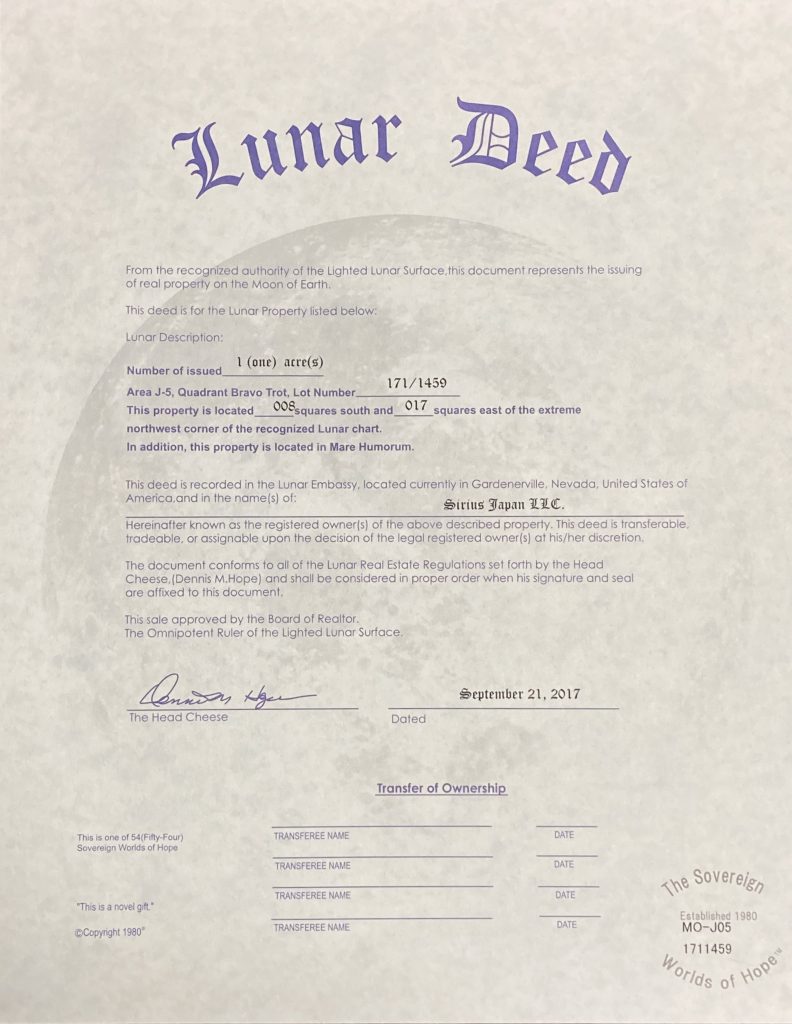 Lunar Deed
From the recognized authority of the Lighted Lunar Surface,this document represents the issuing
of real property on the Moon of Earth.
This deed is for the Lunar Property listed below:
Lunar Description:
Number of issued 1 (one) acre(s)
Area J-5, Quadrant Bravo Trot, Lot Number 171/1459
This property is located 008 squares south and 017 squares east of the extreme
northwest corner of the recognized Lunar chart.
In addition, this property is located in Mare Humorum.
This deed is recorded in the Lunar Embassy, located currently in Gardenerville, Nevada, United States of
America,and in the name(s) of: Sirius Japan LLC.
Hereinafter known as the registered owner(s) of the above described property. This deed is transferable,
tradeable, or assignable upon the decision of the legal registered owner(s) at his/her discretion.
The document conforms to all of the Lunar Real Estate Regulations set forth by the Head
Cheese,(Dennis M.Hope) and shall be considered in proper order when his signature and seal
are affixed to this document.
This sale approved by the Board of Realtor.
The Omnipotent Ruler of the Lighted Lunar Surface.
Dennis M Hope September 21, 2017
The Head Cheese Dated
Transfer of Ownership
This is one of 54(Fifty-Four)
Sovereign Worlds of Hope
"This is a novel gift."
©Copyright 1980"
TRANSFEREE NAME DATE
TRANSFEREE NAME DATE
TRANSFEREE NAME DATE
TRANSFEREE NAME DATE
The Sovereign
Established 1980
MO-J05
1711459
Worlds of Hope™